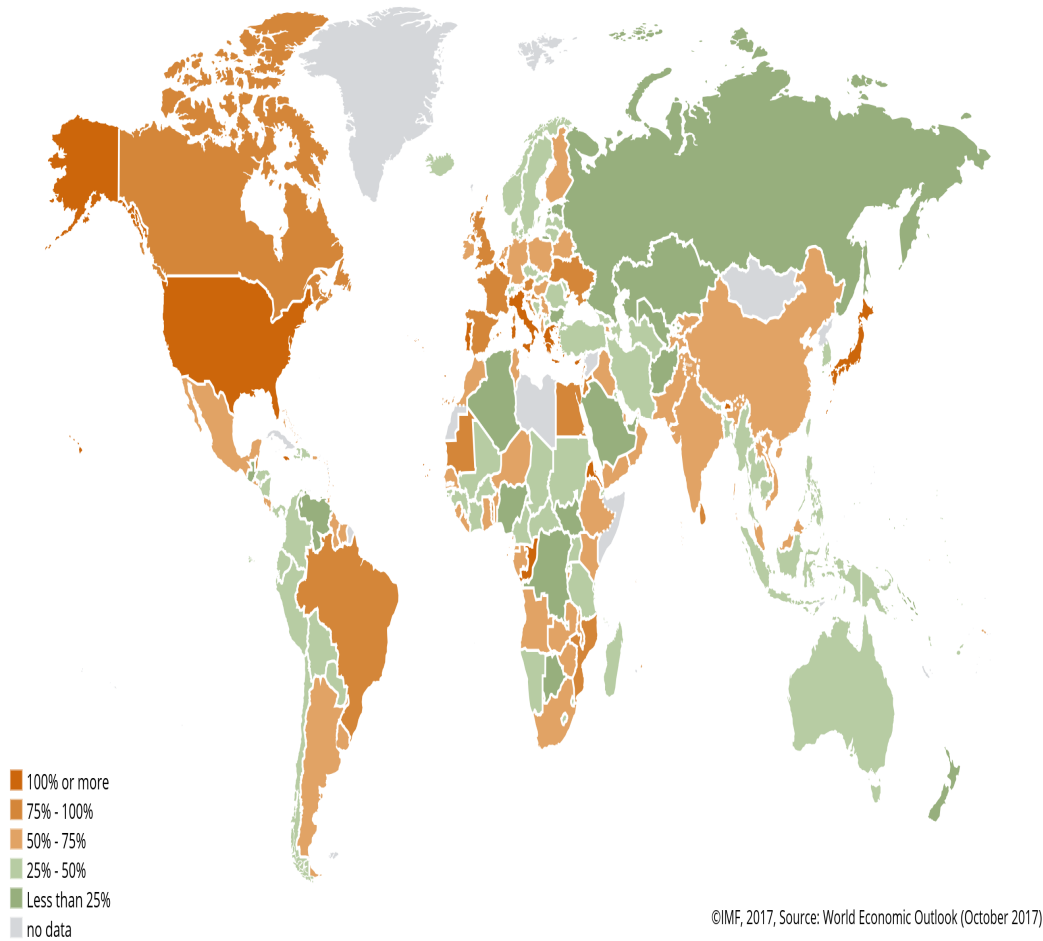 100% or more
75% - 100%
50% - 75%
25% - 50%
Less than 25%
no data
©IMF, 2017, Source: World Economic Outlook (October 2017)